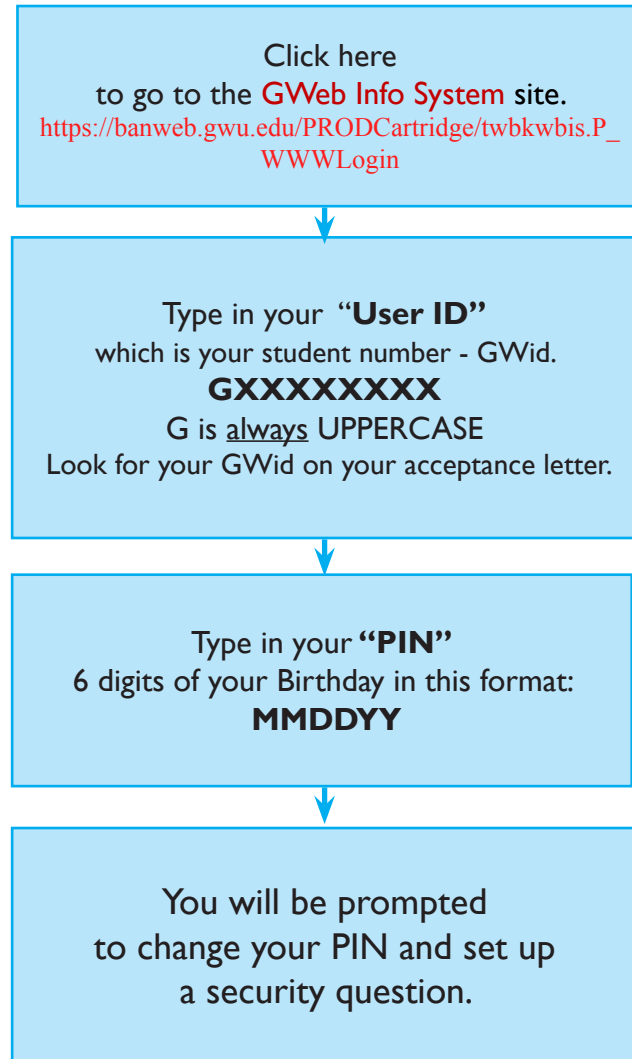 Click here
to go to the GWeb Info System site.
https://banweb.gwu.edu/PRODCartridge/twbkwbis.P_
WWWLogin
Type in your “User ID”
which is your student number - GWid.
GXXXXXXXX
G is always UPPERCASE
Look for your GWid on your acceptance letter.
Type in your “PIN”
6 digits of your Birthday in this format:
MMDDYY
You will be prompted
to change your PIN and set up
a security question.